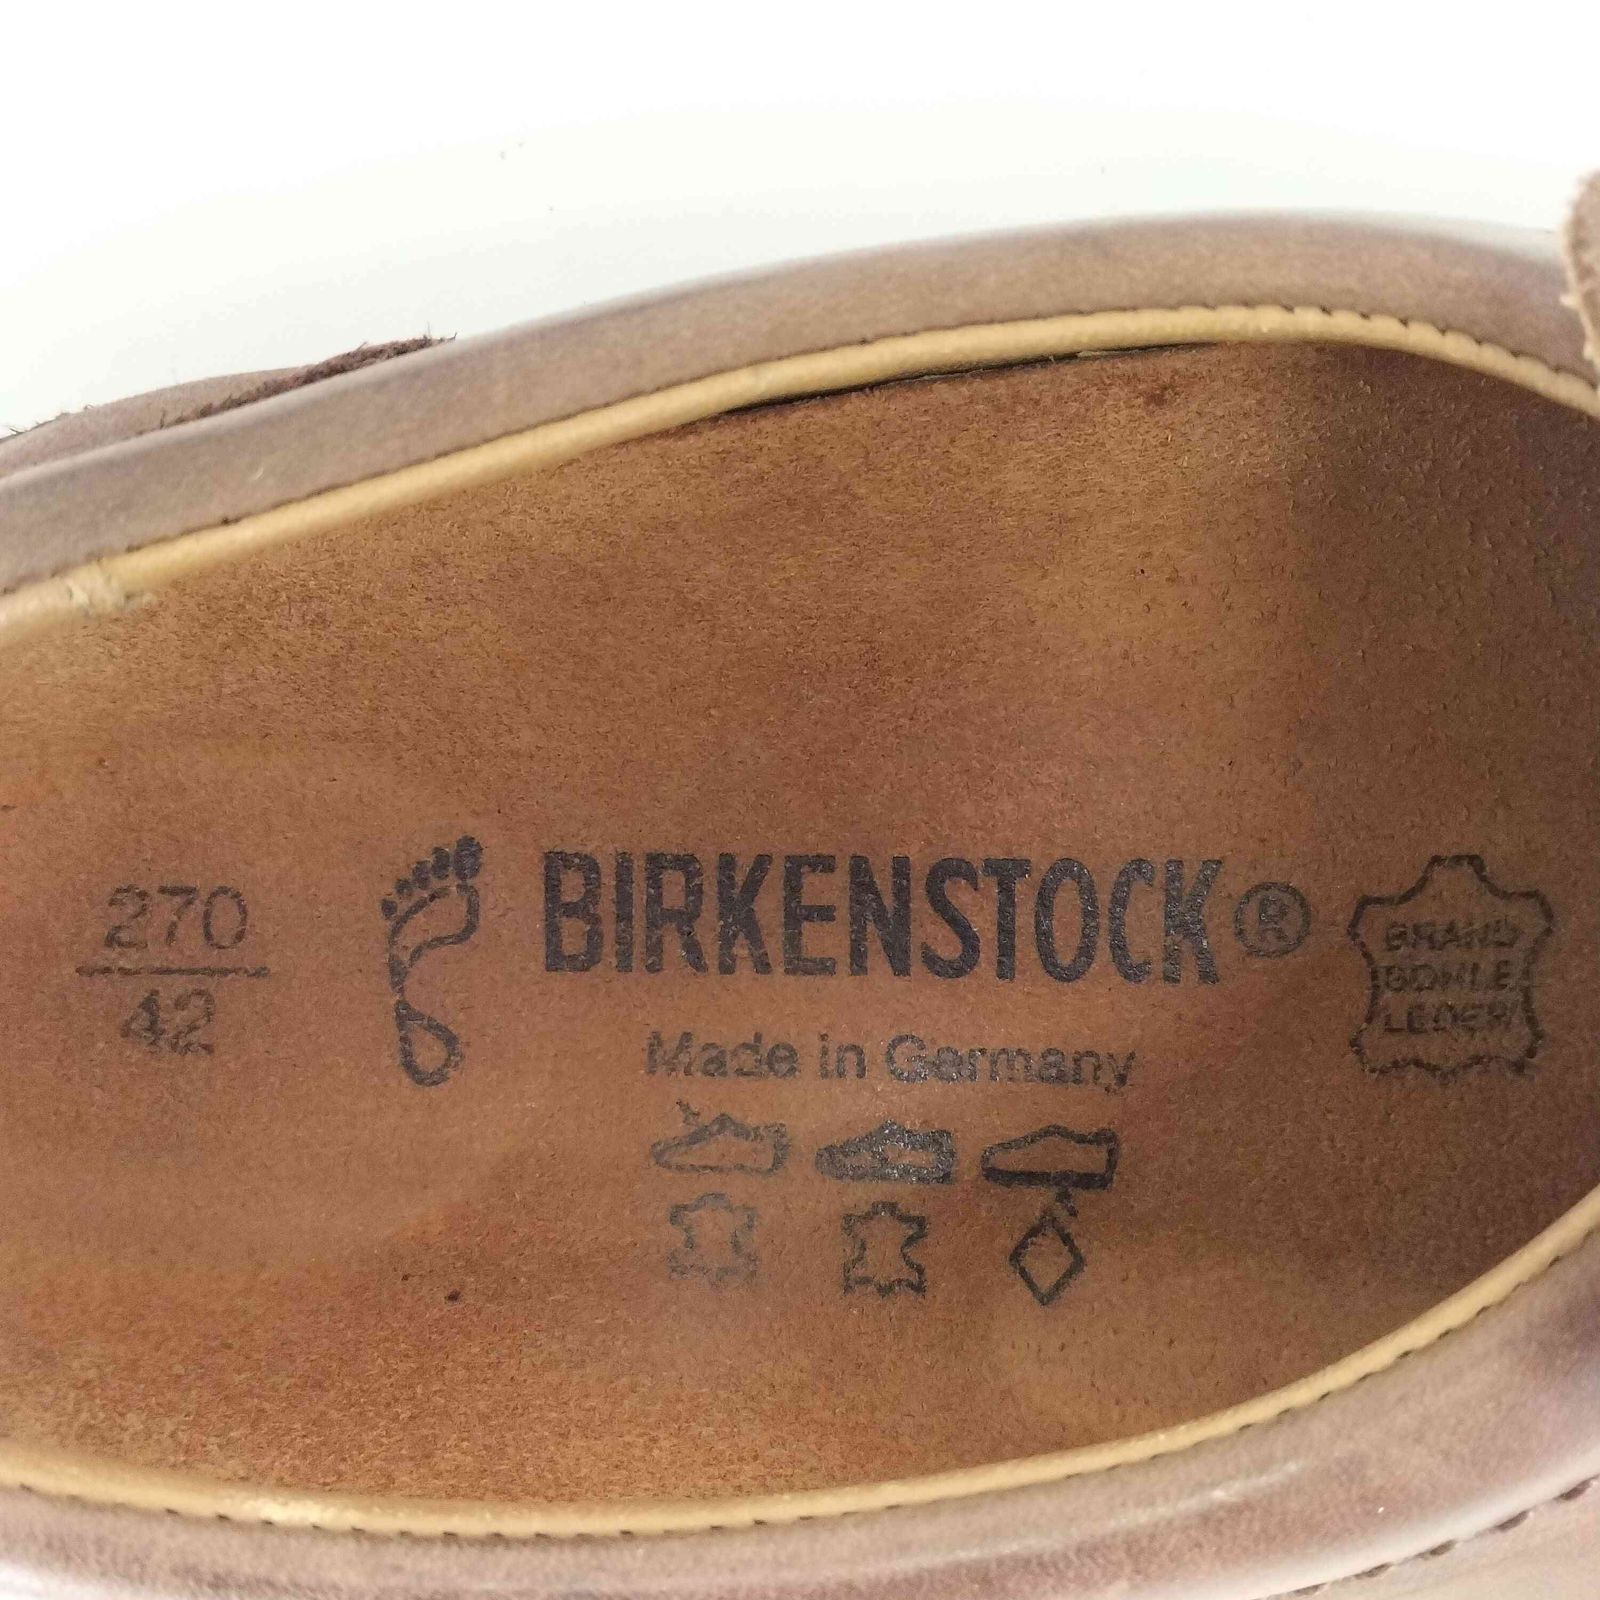 270
42
BIRKENSTOCK®
Made in Germany
BRAND
SOHLE
LEDER